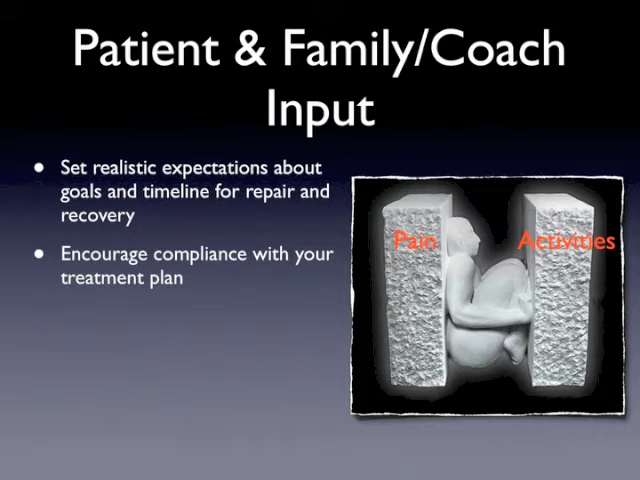 Patient & Family/Coach
Input
• Set realistic expectations about
goals and timeline for repair and
recovery
• Encourage compliance with your
treatment plan
Pain
Activities